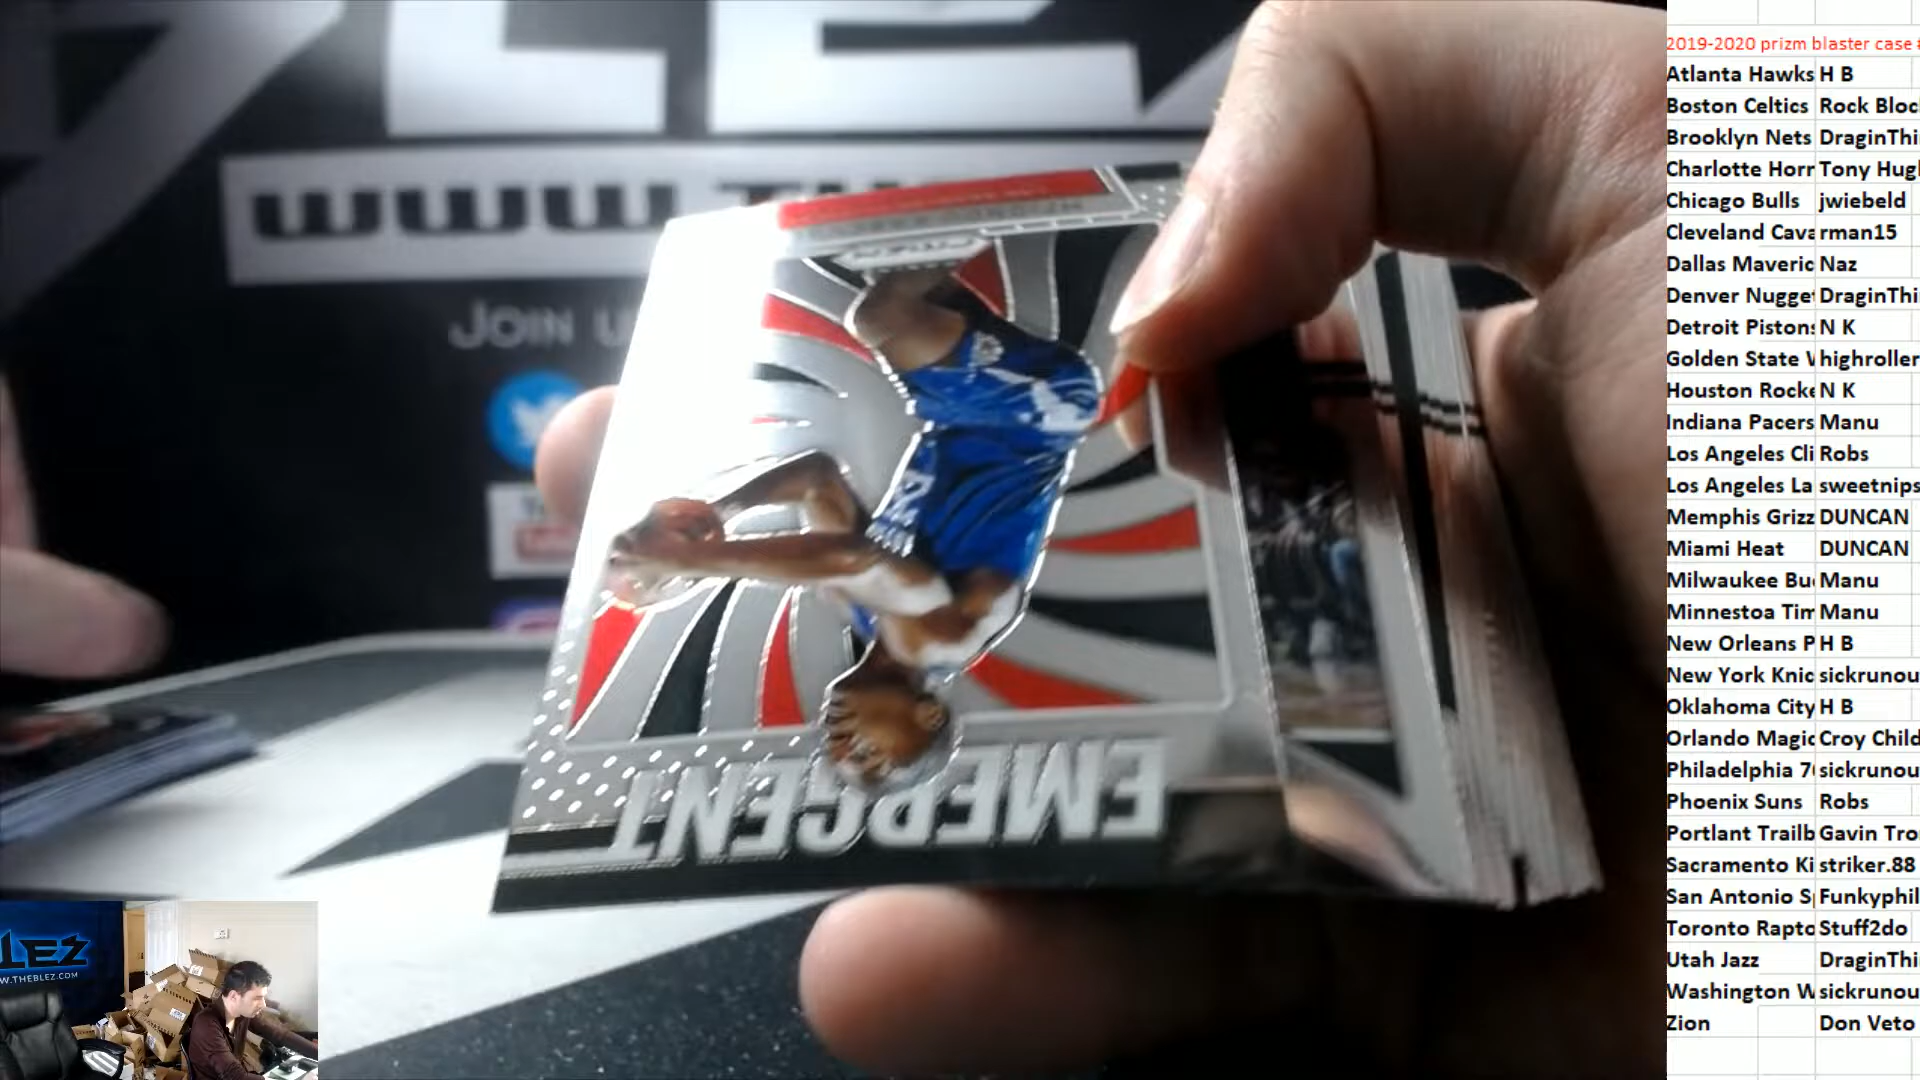 WWW.TH
JOIN U
EMERGENT
PRIZM
LEZ
W.THEBLEZ.COM
2019-2020 prizm blaster case
Atlanta Hawks H B
Boston Celtics Rock Bloc
Brooklyn Nets DraginThi
Charlotte Horr Tony Hugl
Chicago Bulls jwiebeld
Cleveland Cava rman15
Dallas Maveric Naz
Denver Nugget DraginThi
Detroit Pistons N K
Golden State V highroller
Houston Rocke N K
Indiana Pacers Manu
Los Angeles Cli Robs
Los Angeles La sweetnips
Memphis Grizz DUNCAN
Miami Heat DUNCAN
Milwaukee Bu Manu
Minnestoa Tim Manu
New Orleans P H B
New York Knic sickrunou
Oklahoma City H B
Orlando Magic Croy Child
Philadelphia 7 sickrunou
Phoenix Suns Robs
Portlant Trailb Gavin Tro
Sacramento Ki striker.88
San Antonio S Funkyphil
Toronto Rapto Stuff2do
Utah Jazz DraginThi
Washington W sickrunou
Zion Don Veto